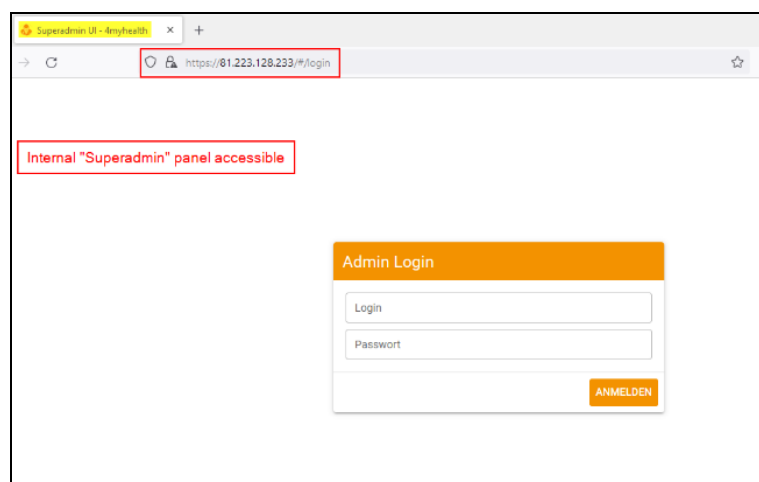 Superadmin UI - 4myhealth
https://81.223.128.233/#/login
Internal "Superadmin" panel accessible
Admin Login
Login
Passwort
ANMELDEN